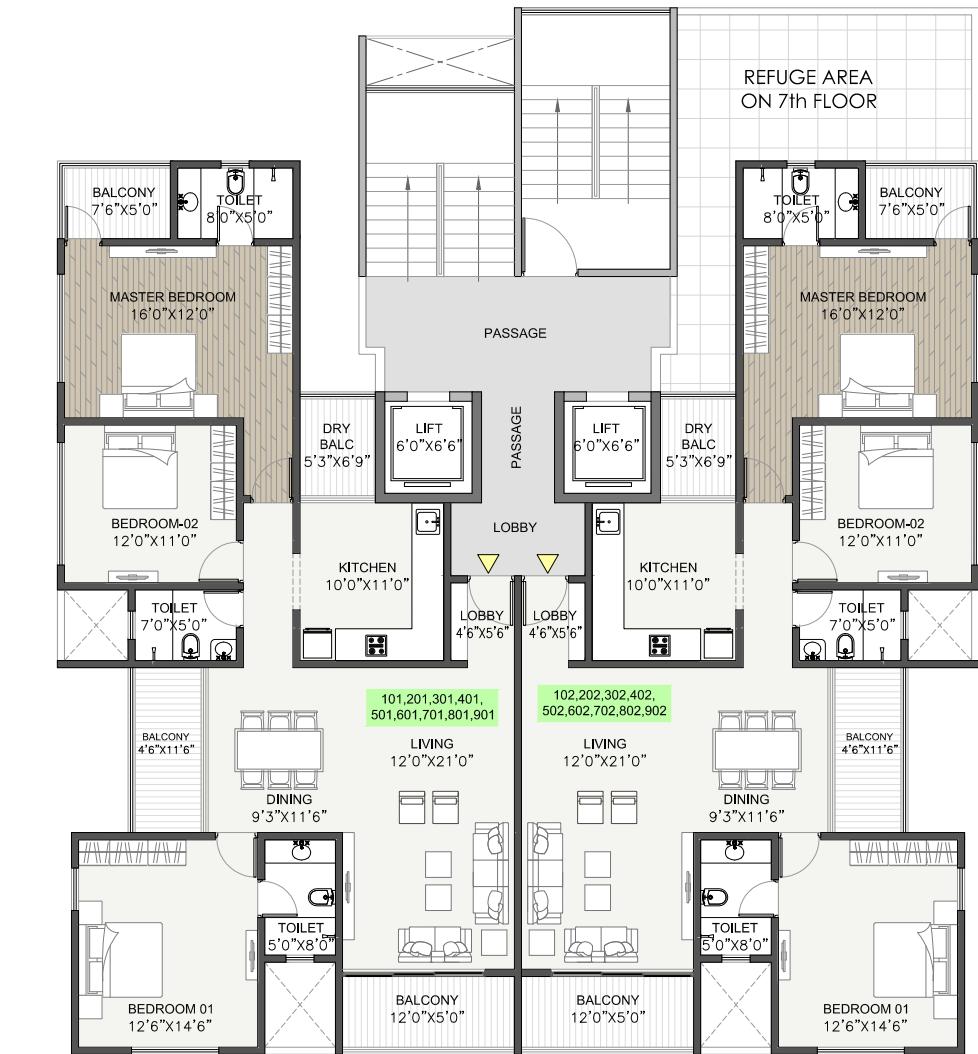 REFUGE AREA
ON 7th FLOOR
BALCONY
7'6"X5'0"
TOILET
8'0"X5'0"
TOILET
8'0"X5'0"
BALCONY
7'6"X5'0"
MASTER BEDROOM
16'0"X12'0"
MASTER BEDROOM
16'0"X12'0"
PASSAGE
PASSAGE
DRY
BALC
5'3"X6'9"
LIFT
6'0"X6'6"
LIFT
6'0"X6'6"
DRY
BALC
5'3"X6'9"
BEDROOM-02
12'0"X11'0"
LOBBY
BEDROOM-02
12'0"X11'0"
KITCHEN
10'0"X11'0"
KITCHEN
10'0"X11'0"
TOILET
7'0"X5'0"
LOBBY
4'6"X5'6"
LOBBY
4'6"X5'6"
TOILET
7'0"X5'0"
101,201,301,401,
501,601,701,801,901
102,202,302,402,
502,602,702,802,902
BALCONY
4'6"X11'6"
LIVING
12'0"X21'0"
LIVING
12'0"X21'0"
BALCONY
4'6"X11'6"
DINING
9'3"X11'6"
DINING
9'3"X11'6"
TOILET
5'0"X8'0"
TOILET
5'0"X8'0"
BEDROOM 01
12'6"X14'6"
BALCONY
12'0"X5'0"
BALCONY
12'0"X5'0"
BEDROOM 01
12'6"X14'6"